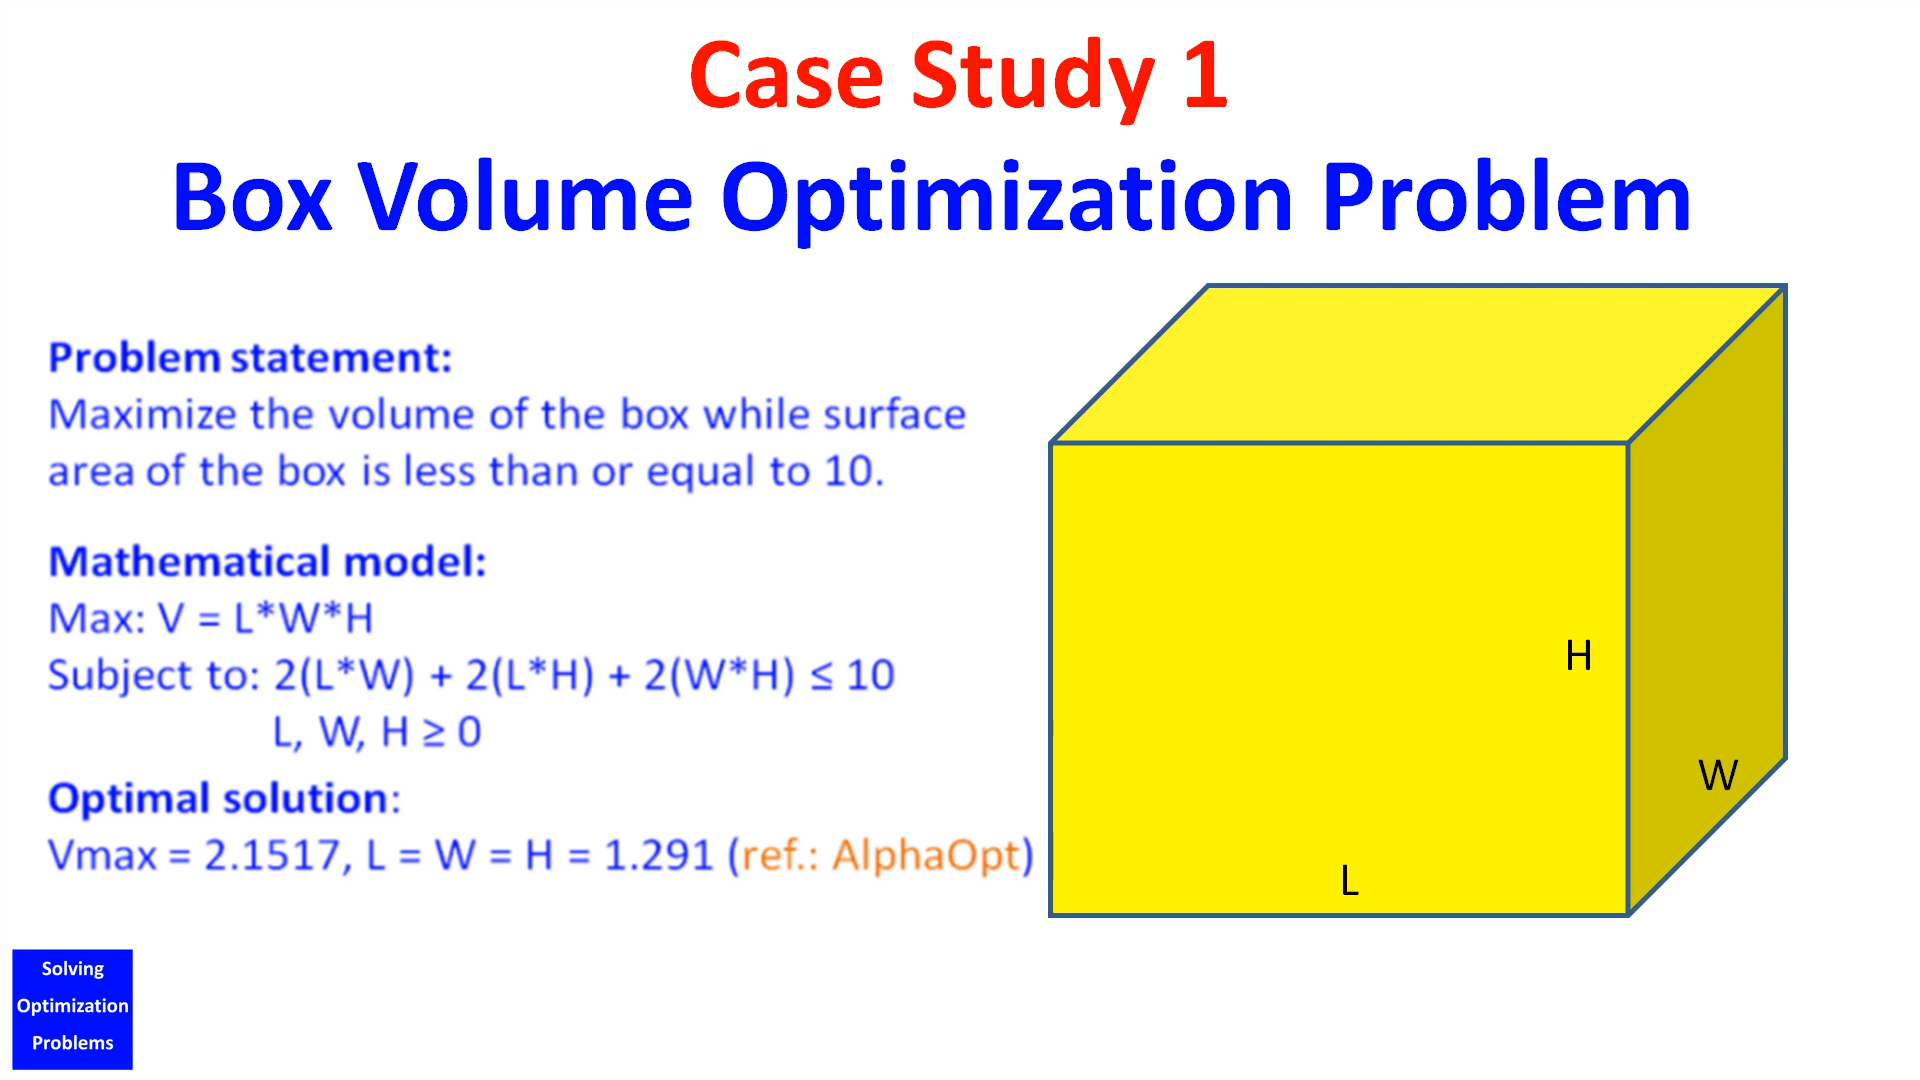 Case Study 1
Box Volume Optimization Problem
Problem statement:
Maximize the volume of the box while surface
area of the box is less than or equal to 10.
Mathematical model:
Max: V = L*W*H
Subject to: 2(L*W) + 2(L*H) + 2(W*H) ≤ 10
L, W, H ≥ 0
Optimal solution:
Vmax = 2.1517, L = W = H = 1.291 (ref.: AlphaOpt)
H
W
L
Solving
Optimization
Problems